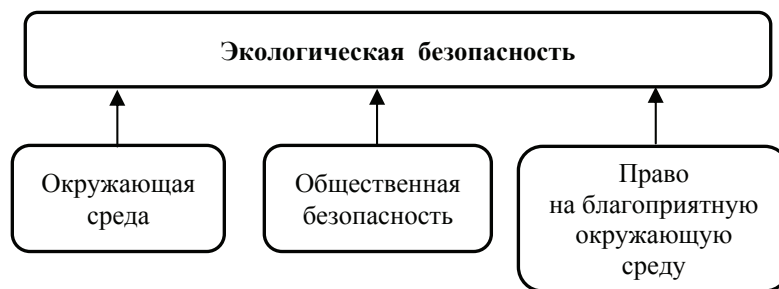 Экологическая безопасность
Окружающая
среда
Общественная
безопасность
Право
на благоприятную
окружающую
среду